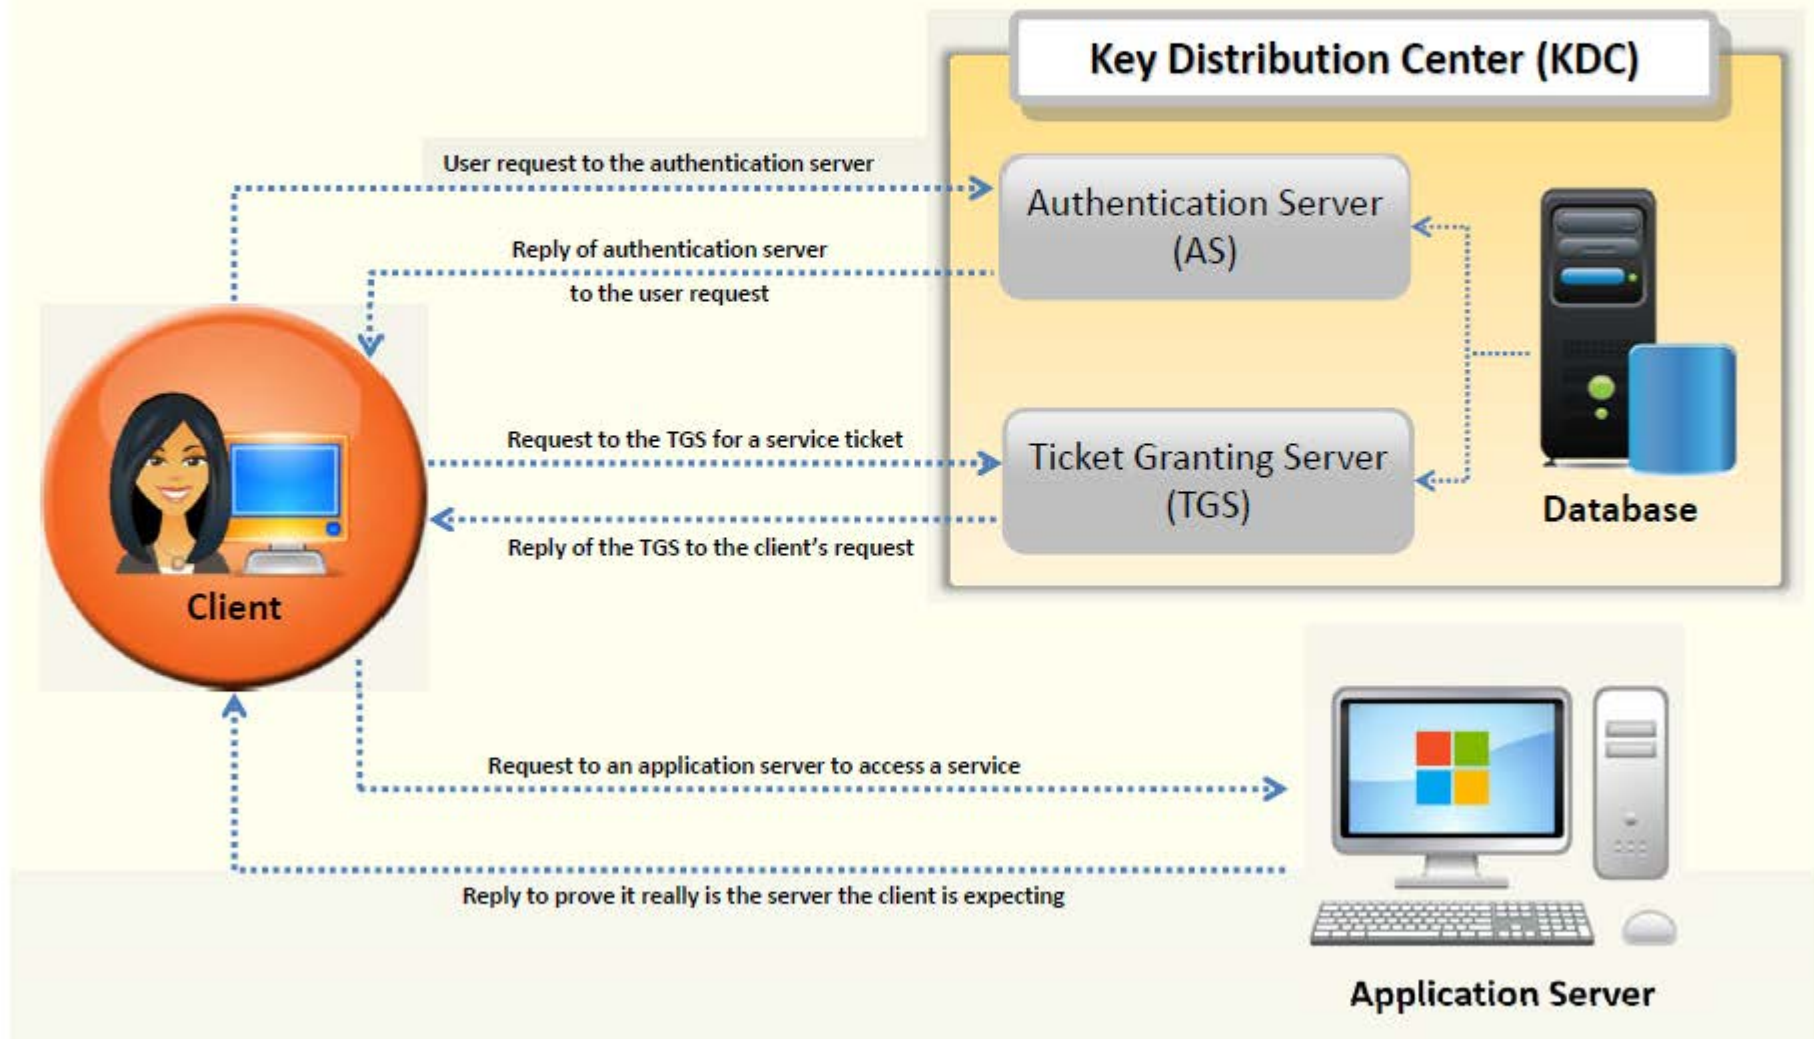 Key Distribution Center (KDC)
User request to the authentication server
Authentication Server
(AS)
Reply of authentication server
to the user request
Request to the TGS for a service ticket
Ticket Granting Server
(TGS)
Database
Reply of the TGS to the client's request
Client
Request to an application server to access a service
Reply to prove it really is the server the client is expecting
Application Server